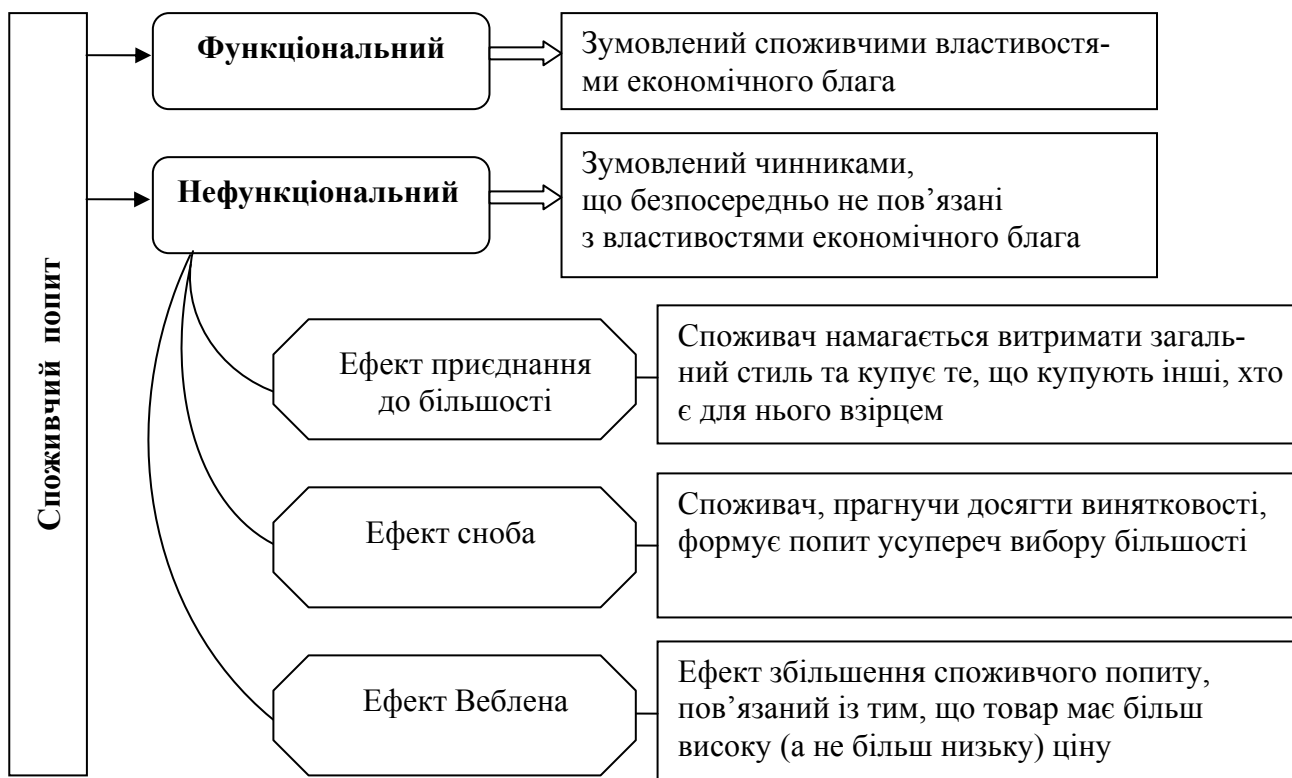 Споживчий попит
Функціональний
Зумовлений споживчими властивостя-
ми економічного блага
Нефункціональний
Зумовлений чинниками,
що безпосередньо не пов’язані
з властивостями економічного блага
Ефект приєднання
до більшості
Споживач намагається витримати загаль-
ний стиль та купує те, що купують інші, хто
є для нього взірцем
Ефект сноба
Споживач, прагнучи досягти винятковості,
формує попит усупереч вибору більшості
Ефект Веблена
Ефект збільшення споживчого попиту,
пов’язаний із тим, що товар має більш
високу (а не більш низьку) ціну